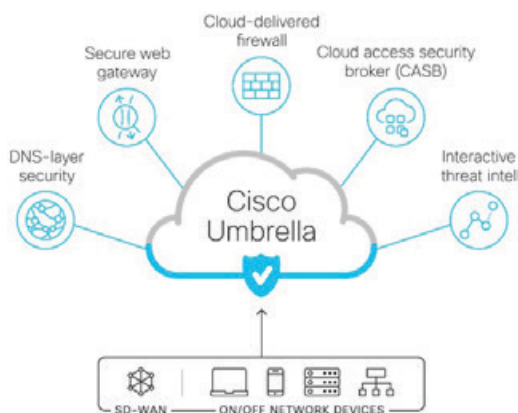 Cloud-delivered
firewall
Secure web
gateway
Cloud access security
broker (CASB)
DNS-layer
security
Interactive
threat intel
Cisco
Umbrella
SD-WAN
ON/OFF NETWORK DEVICES